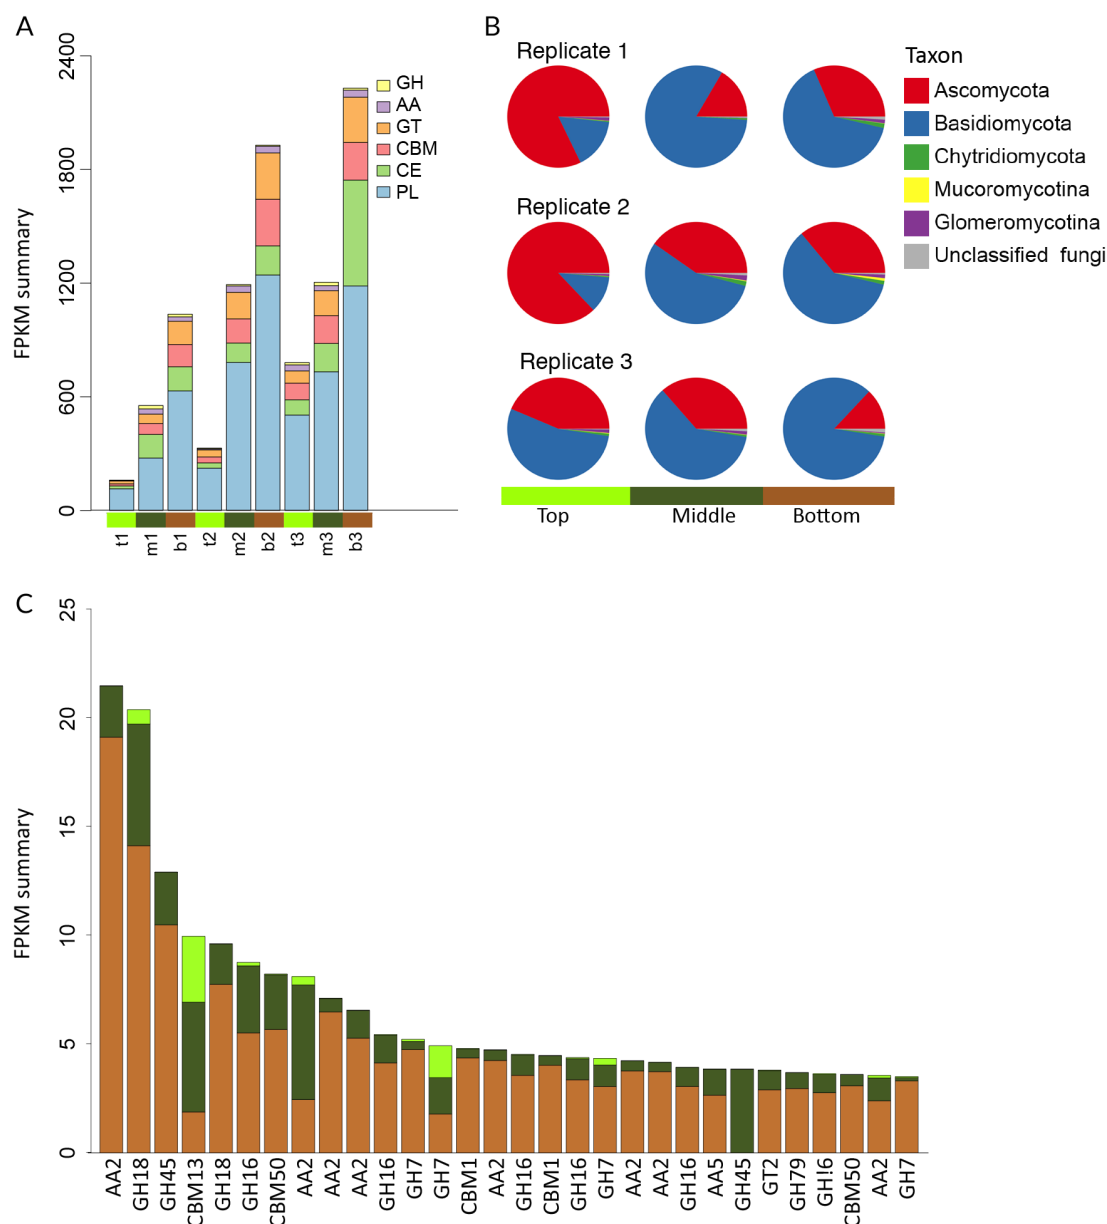 A
FPKM summary
2400
1800
1200
600
0
GH
AA
GT
CBM
CE
PL
t1 m1 b1 t2 m2 b2 t3 m3 b3
B
Replicate 1
Replicate 2
Replicate 3
Top Middle Bottom
Taxon
Ascomycota
Basidiomycota
Chytridiomycota
Mucoromycotina
Glomeromycotina
Unclassified fungi
C
FPKM summary
25
20
15
10
5
0
AA2 GH18 GH45 CBM13 GH18 GH16 CBM50 AA2 AA2 AA2 GH16 GH7 GH7 CBM1 AA2 GH16 CBM1 GH16 GH7 AA2 AA2 GH16 AA5 GH45 GT2 GH79 GHI6 CBM50 AA2 GH7